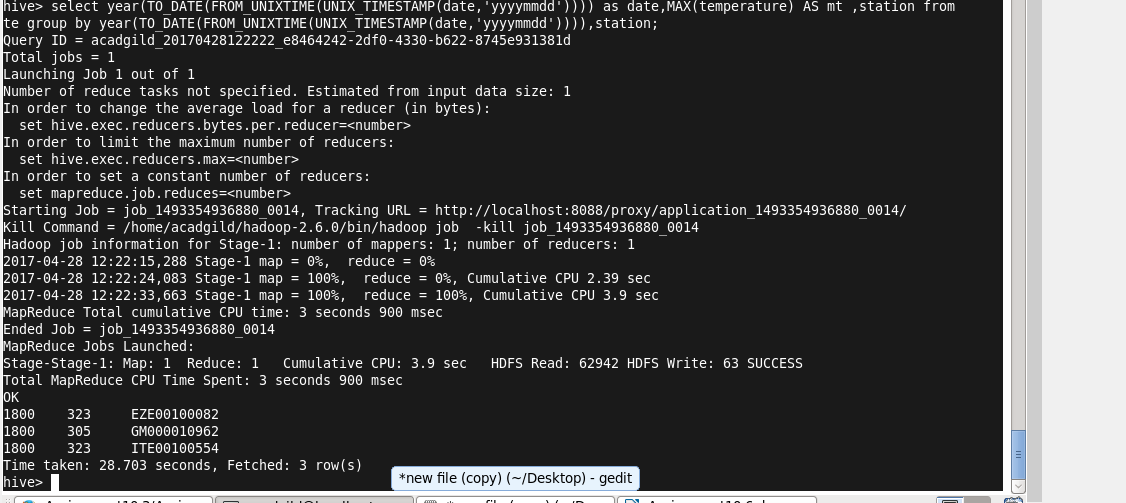 hive> select year(TO_DATE(FROM_UNIXTIME(UNIX_TIMESTAMP(date,'yyyymmdd')))) as date,MAX(temperature) AS mt ,station from
te group by year(TO_DATE(FROM_UNIXTIME(UNIX_TIMESTAMP(date,'yyyymmdd')))),station;
Query ID = acadgild_20170428122222_e8464242-2df0-4330-b622-8745e931381d
Total jobs = 1
Launching Job 1 out of 1
Number of reduce tasks not specified. Estimated from input data size: 1
In order to change the average load for a reducer (in bytes):
  set hive.exec.reducers.bytes.per.reducer=<number>
In order to limit the maximum number of reducers:
  set hive.exec.reducers.max=<number>
In order to set a constant number of reducers:
  set mapreduce.job.reduces=<number>
Starting Job = job_1493354936880_0014, Tracking URL = http://localhost:8088/proxy/application_1493354936880_0014/
Kill Command = /home/acadgild/hadoop-2.6.0/bin/hadoop job  -kill job_1493354936880_0014
Hadoop job information for Stage-1: number of mappers: 1; number of reducers: 1
2017-04-28 12:22:15,288 Stage-1 map = 0%,  reduce = 0%
2017-04-28 12:22:24,083 Stage-1 map = 100%,  reduce = 0%, Cumulative CPU 2.39 sec
2017-04-28 12:22:33,663 Stage-1 map = 100%,  reduce = 100%, Cumulative CPU 3.9 sec
MapReduce Total cumulative CPU time: 3 seconds 900 msec
Ended Job = job_1493354936880_0014
MapReduce Jobs Launched:
Stage-Stage-1: Map: 1  Reduce: 1   Cumulative CPU: 3.9 sec   HDFS Read: 62942 HDFS Write: 63 SUCCESS
Total MapReduce CPU Time Spent: 3 seconds 900 msec
OK
1800    323     EZE00100082
1800    305     GM000010962
1800    323     ITE00100554
Time taken: 28.703 seconds, Fetched: 3 row(s)
*new file (copy) (~/Desktop) - gedit
hive>